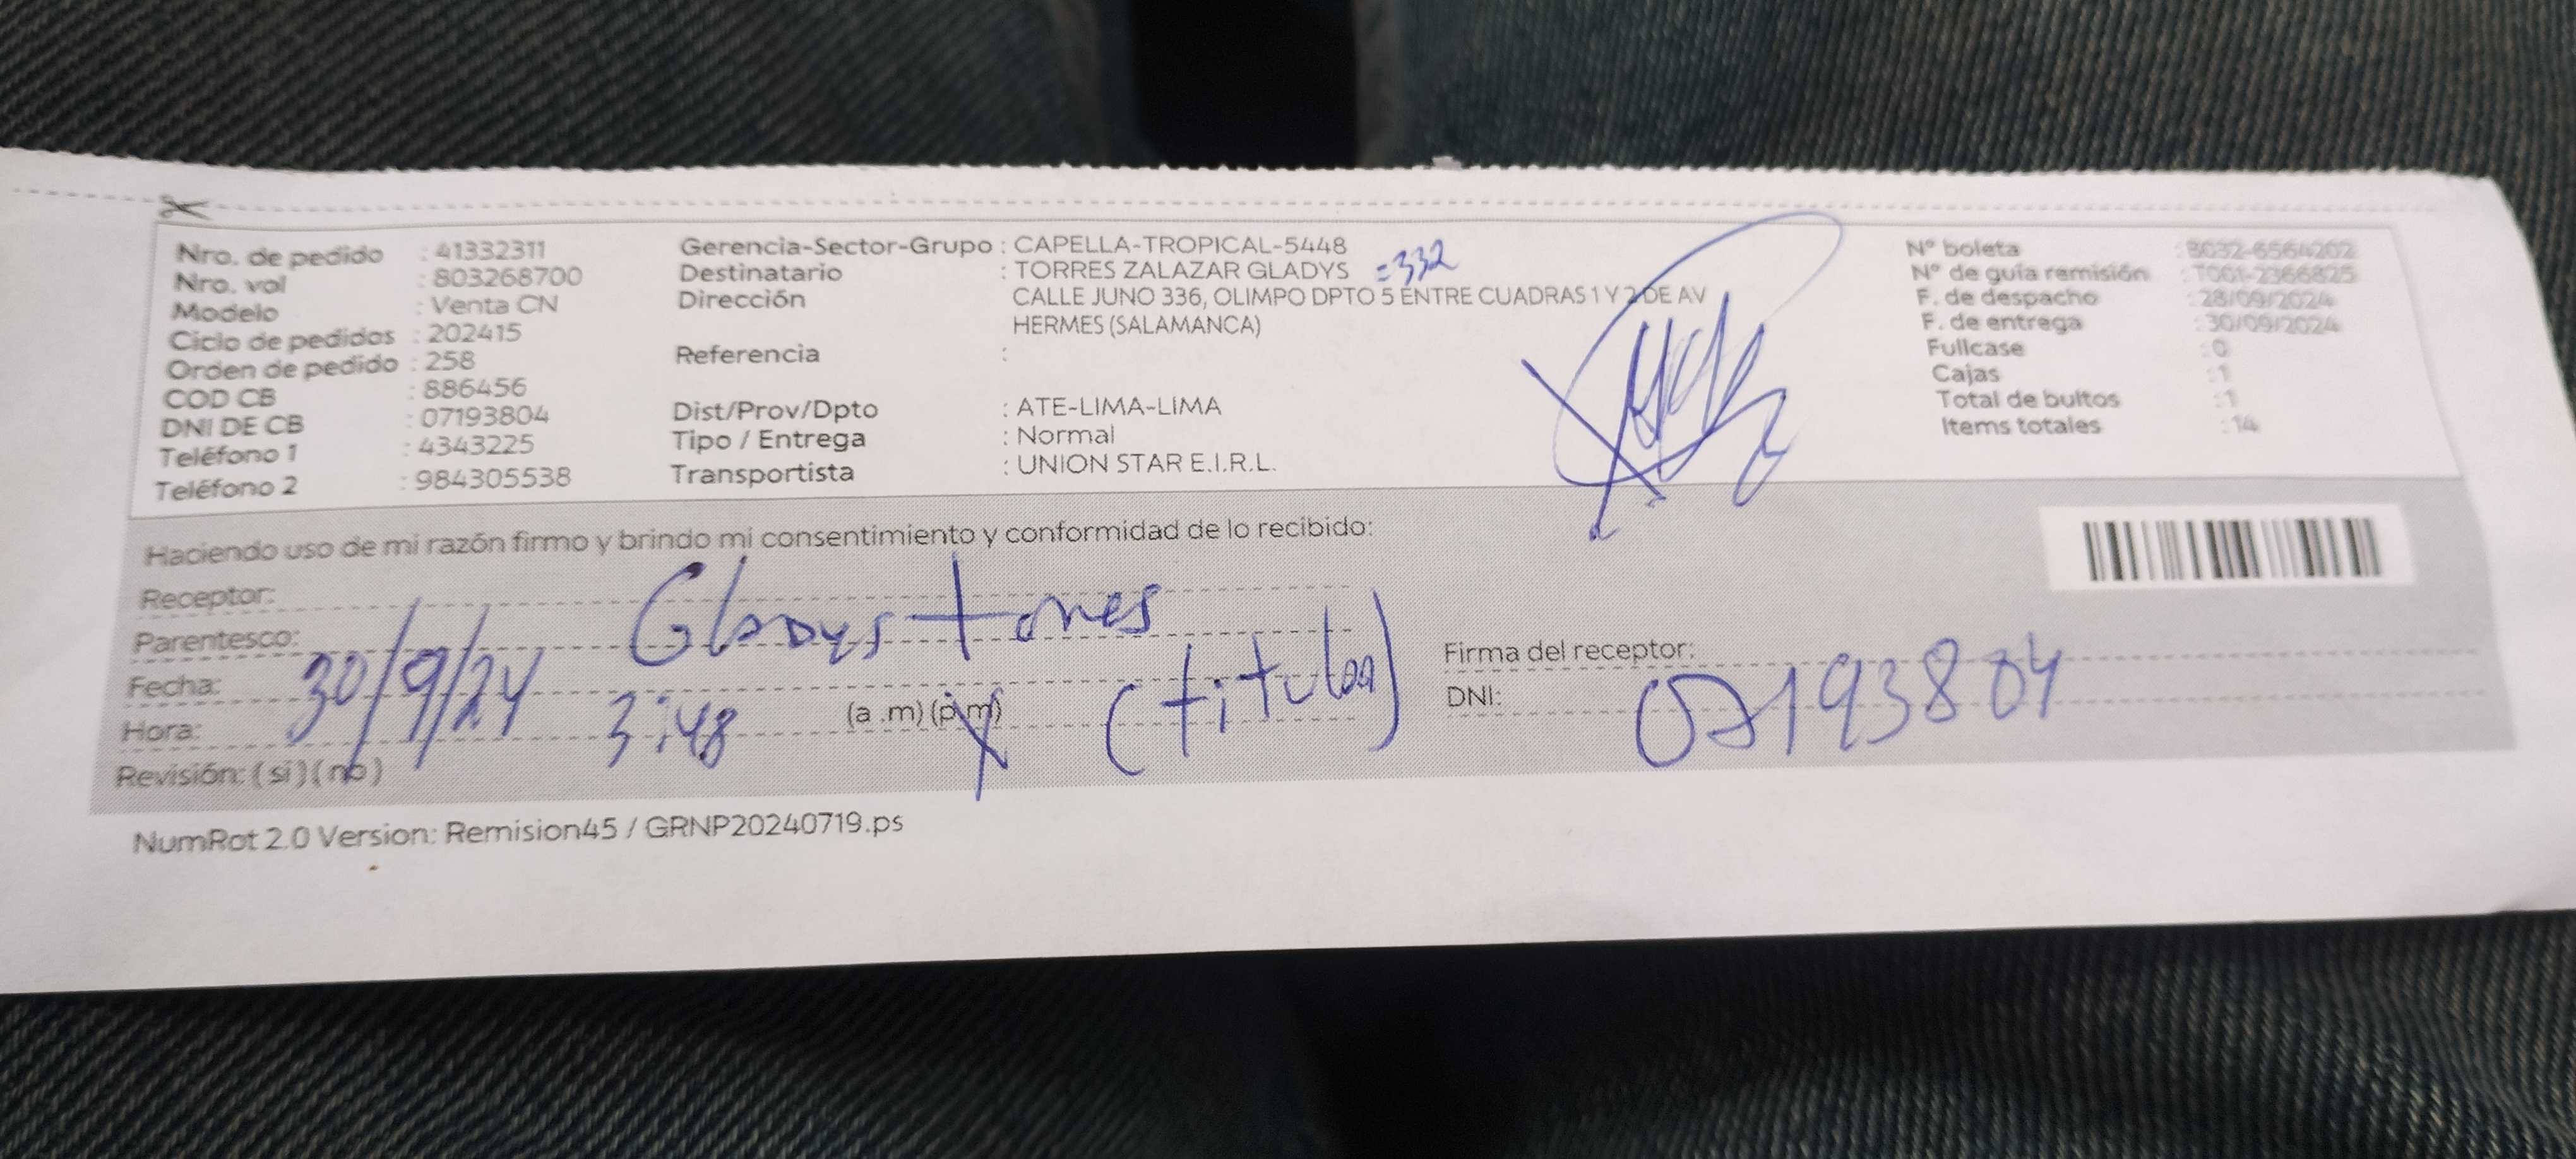 Nro. de pedido : 41332311
Nro. vol : 803268700
Modelo : Venta CN
Ciclo de pedidos : 202415
Orden de pedido : 258
COD CB : 886456
DNI DE CB : 07193804
Teléfono 1 : 4343225
Teléfono 2 : 984305538
Gerencia-Sector-Grupo : CAPELLA-TROPICAL-5448
Destinatario : TORRES ZALAZAR GLADYS =332
Dirección CALLE JUNO 336, OLIMPO DPTO 5 ENTRE CUADRAS 1 Y 2 DE AV
HERMES (SALAMANCA)
Referencia :
Dist/Prov/Dpto : ATE-LIMA-LIMA
Tipo / Entrega : Normal
Transportista : UNION STAR E.I.R.L.
N° boleta : B032-6564202
N° de guía remisión : T061-2366825
F. de despacho : 28/09/2024
F. de entrega : 30/09/2024
Fullcase : 0
Cajas : 1
Total de bultos : 1
Items totales : 14
Haciendo uso de mi razón firmo y brindo mi consentimiento y conformidad de lo recibido:
Receptor: Gladys torres
Parentesco: (titular)
Fecha: 30/9/24
Hora: 3:48 (a .m) (p.m)
Revisión: ( si ) ( no )
Firma del receptor:
DNI: 07193804
NumRot 2.0 Version: Remision45 / GRNP20240719.ps